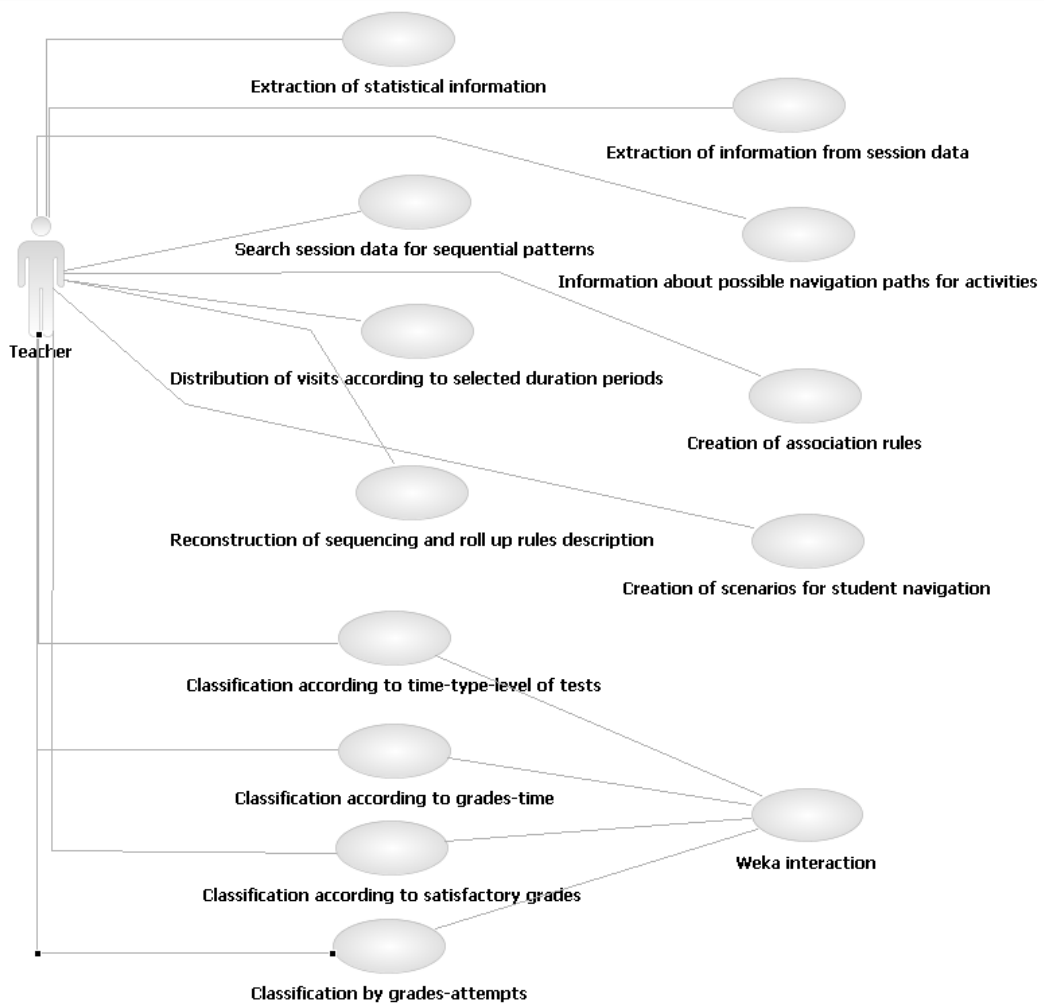 Extraction of statistical information
Extraction of information from session data
Search session data for sequential patterns
Information about possible navigation paths for activities
Teacher
Distribution of visits according to selected duration periods
Creation of association rules
Reconstruction of sequencing and roll up rules description
Creation of scenarios for student navigation
Classification according to time-type-level of tests
Classification according to grades-time
Weka interaction
Classification according to satisfactory grades
Classification by grades-attempts